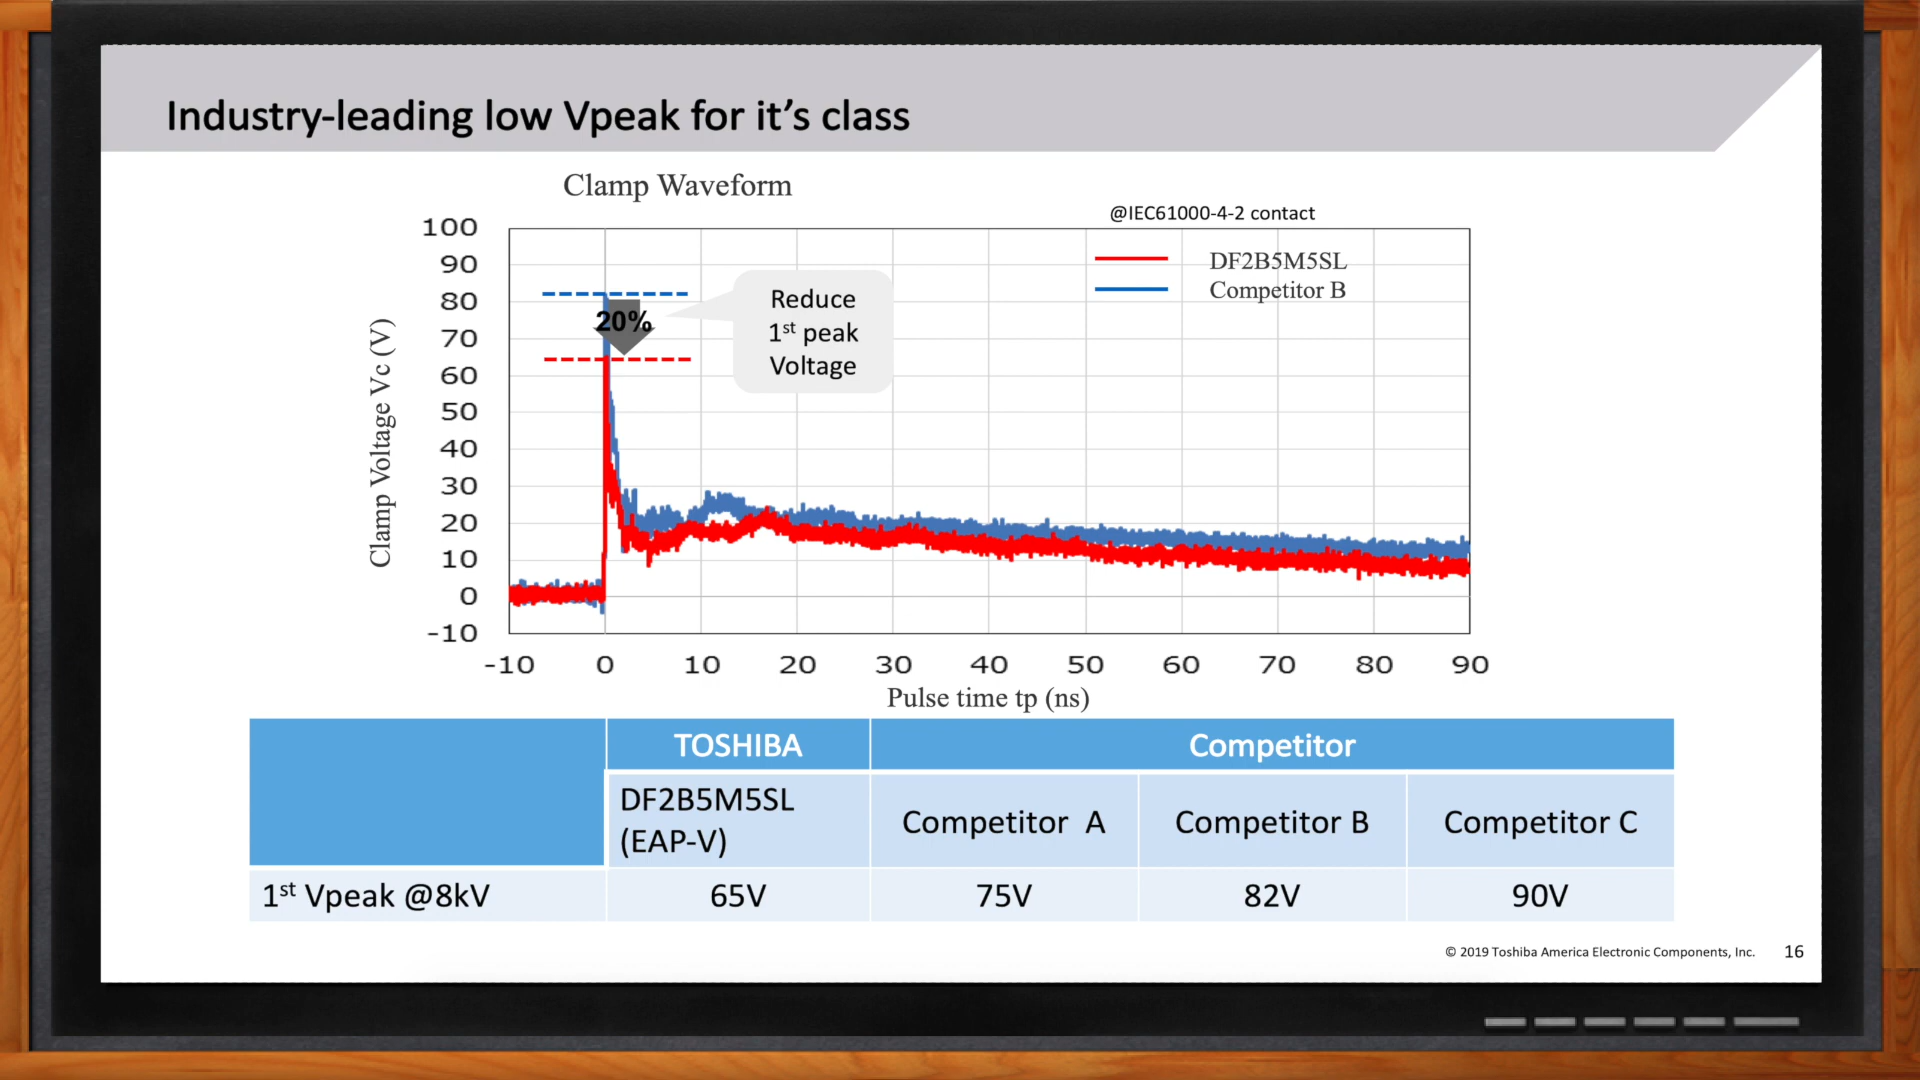 Industry-leading low Vpeak for it's class
Clamp Waveform
@IEC61000-4-2 contact
DF2B5M5SL
Competitor B
100
90
80
70
60
50
40
30
20
10
0
-10
Clamp Voltage Vc (V)
20%
Reduce
1st peak
Voltage
-10 0 10 20 30 40 50 60 70 80 90
Pulse time tp (ns)
TOSHIBA Competitor
DF2B5M5SL
(EAP-V)
Competitor A Competitor B Competitor C
1st Vpeak @8kV 65V 75V 82V 90V
© 2019 Toshiba America Electronic Components, Inc. 16